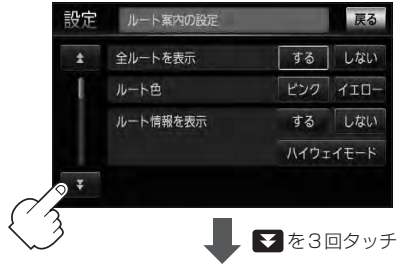 設定 ルート案内の設定 戻る
全ルートを表示 する しない
ルート色 ピンク イエロー
ルート情報を表示 する しない
ハイウェイモード
を3回タッチ